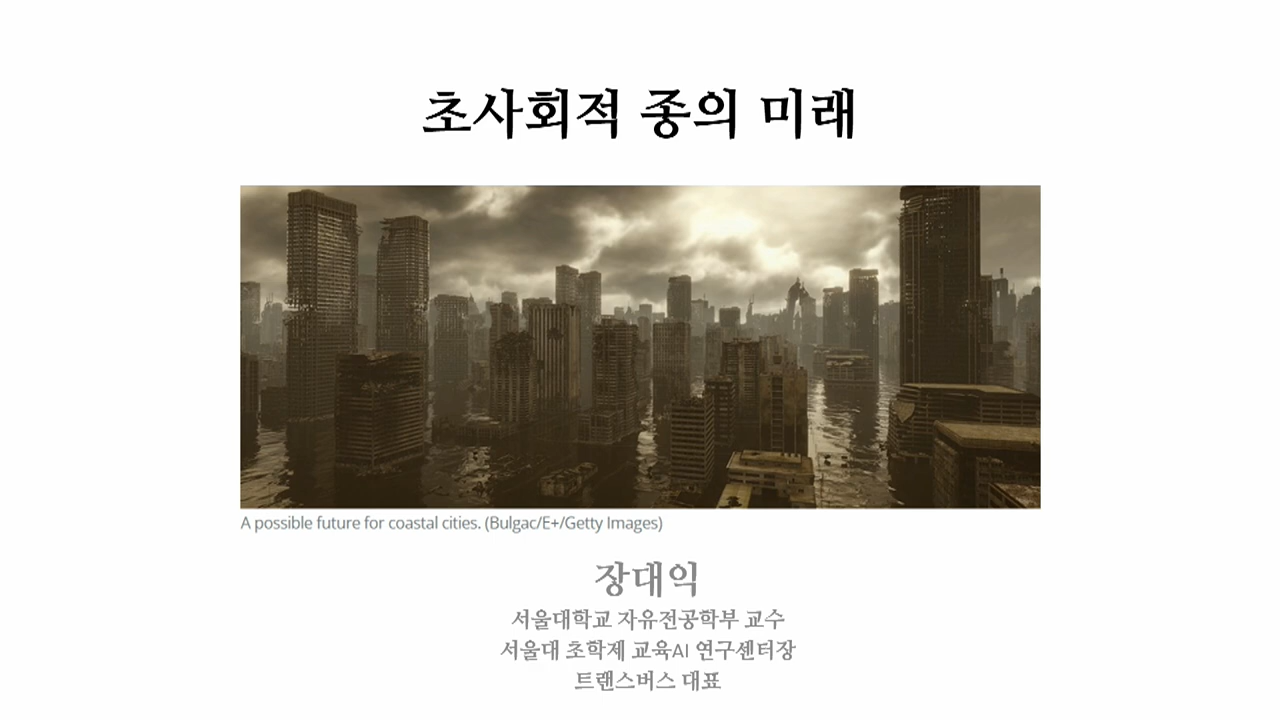 초사회적 종의 미래
A possible future for coastal cities. (Bulgac/E+/Getty Images)
장대익
서울대학교 자유전공학부 교수
서울대 초학제 교육AI 연구센터장
트랜스버스 대표